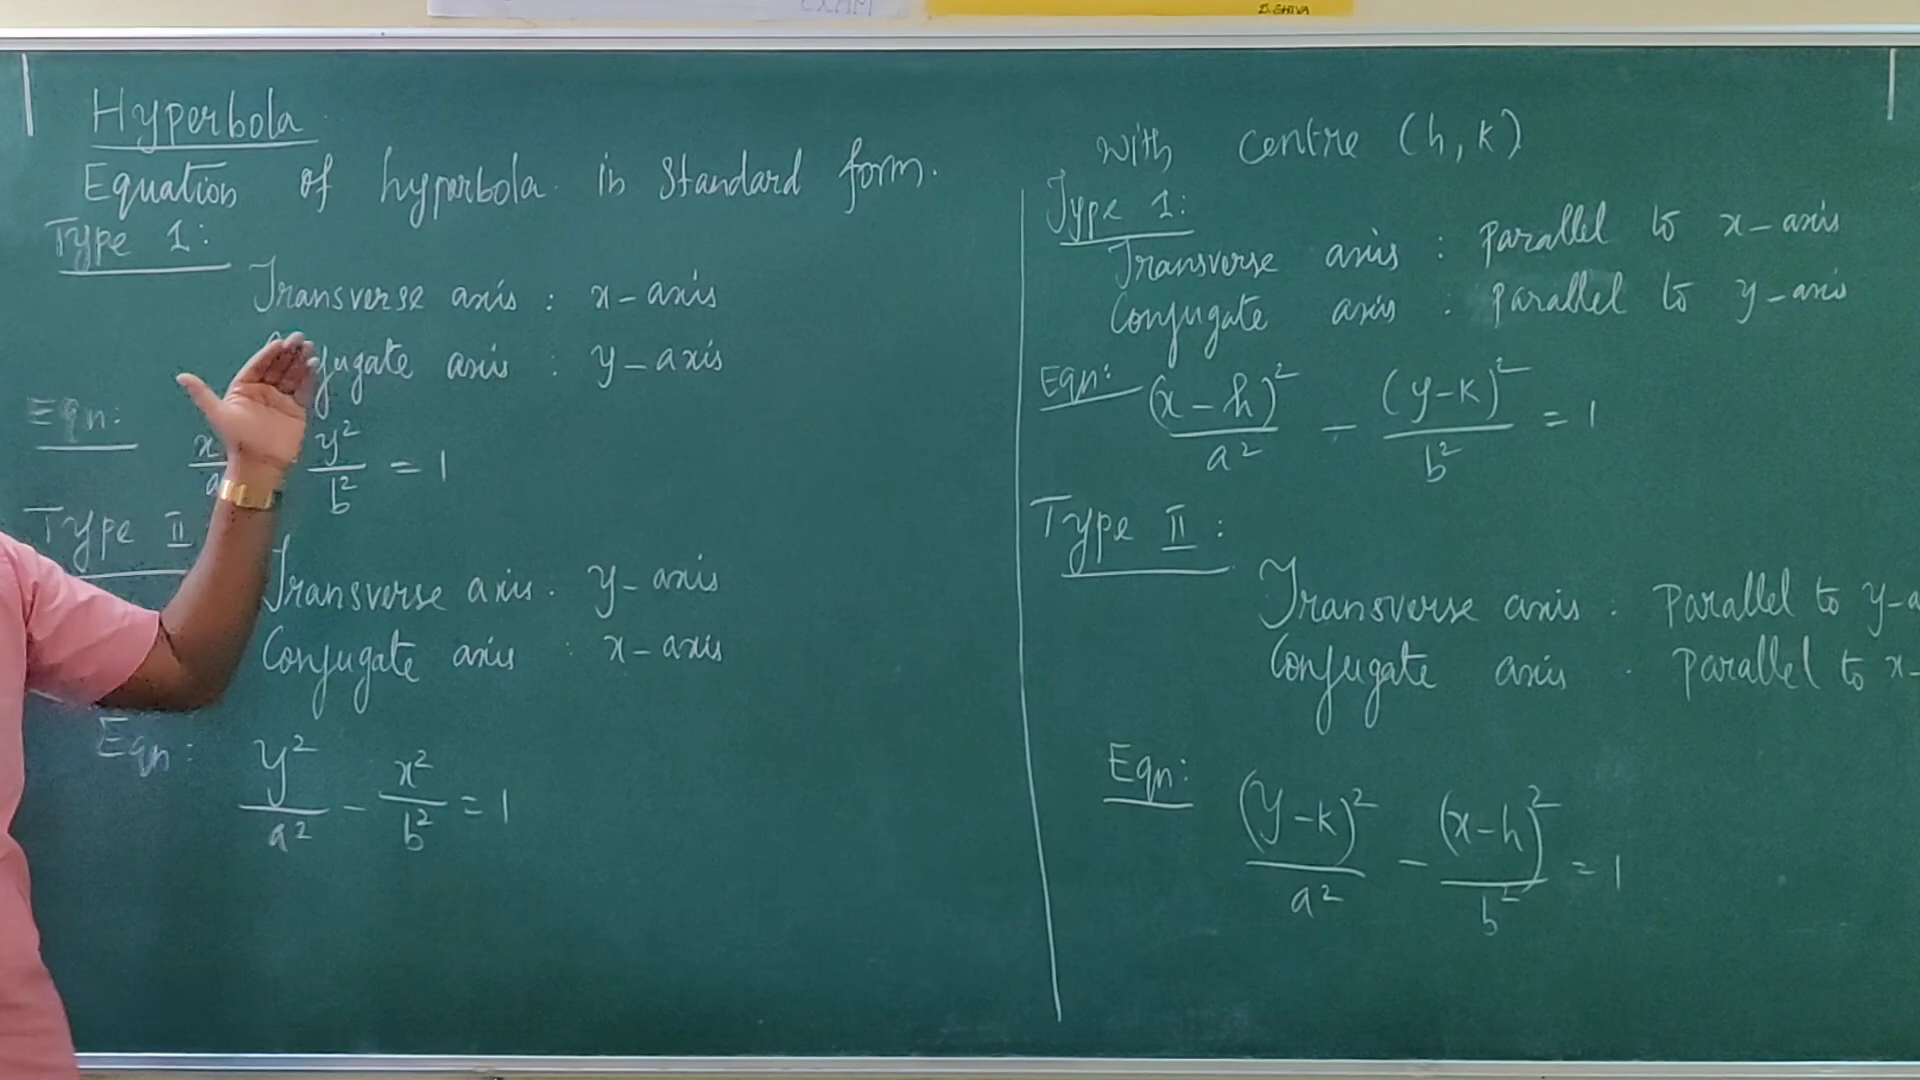 EXAM
D. SHIVA
Hyperbola
Equation of hyperbola in Standard form.
Type 1:
Transverse axis : x-axis
jugate axis : y-axis
Eqn:
x y²/b² = 1
Type II
Transverse axis. y-axis
Conjugate axis : x-axis
Eqn: y²/a² - x²/b² = 1
with centre (h, k)
Type 1:
Transverse axis : Parallel to x-axis
Conjugate axis : Parallel to y-axis
Eqn: (x-h)²/a² - (y-k)²/b² = 1
Type II :
Transverse axis : Parallel to y-a
Conjugate axis . Parallel to x-
Eqn: (y-k)²/a² - (x-h)²/b² = 1